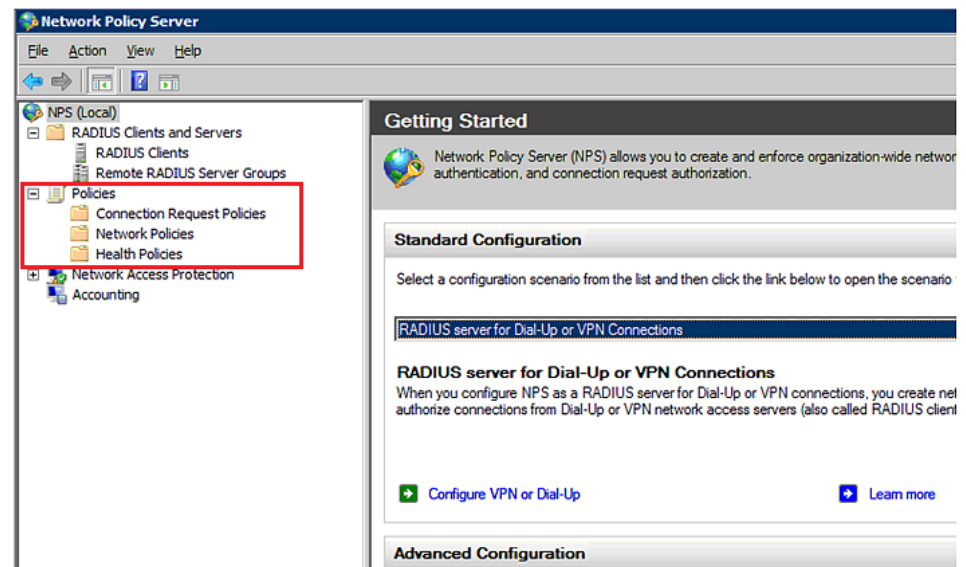 Network Policy Server
File Action View Help
NPS (Local)
RADIUS Clients and Servers
RADIUS Clients
Remote RADIUS Server Groups
Policies
Connection Request Policies
Network Policies
Health Policies
Network Access Protection
Accounting
Getting Started
Network Policy Server (NPS) allows you to create and enforce organization-wide networ
authentication, and connection request authorization.
Standard Configuration
Select a configuration scenario from the list and then click the link below to open the scenario
RADIUS server for Dial-Up or VPN Connections
RADIUS server for Dial-Up or VPN Connections
When you configure NPS as a RADIUS server for Dial-Up or VPN connections, you create net
authorize connections from Dial-Up or VPN network access servers (also called RADIUS client
Configure VPN or Dial-Up
Learn more
Advanced Configuration